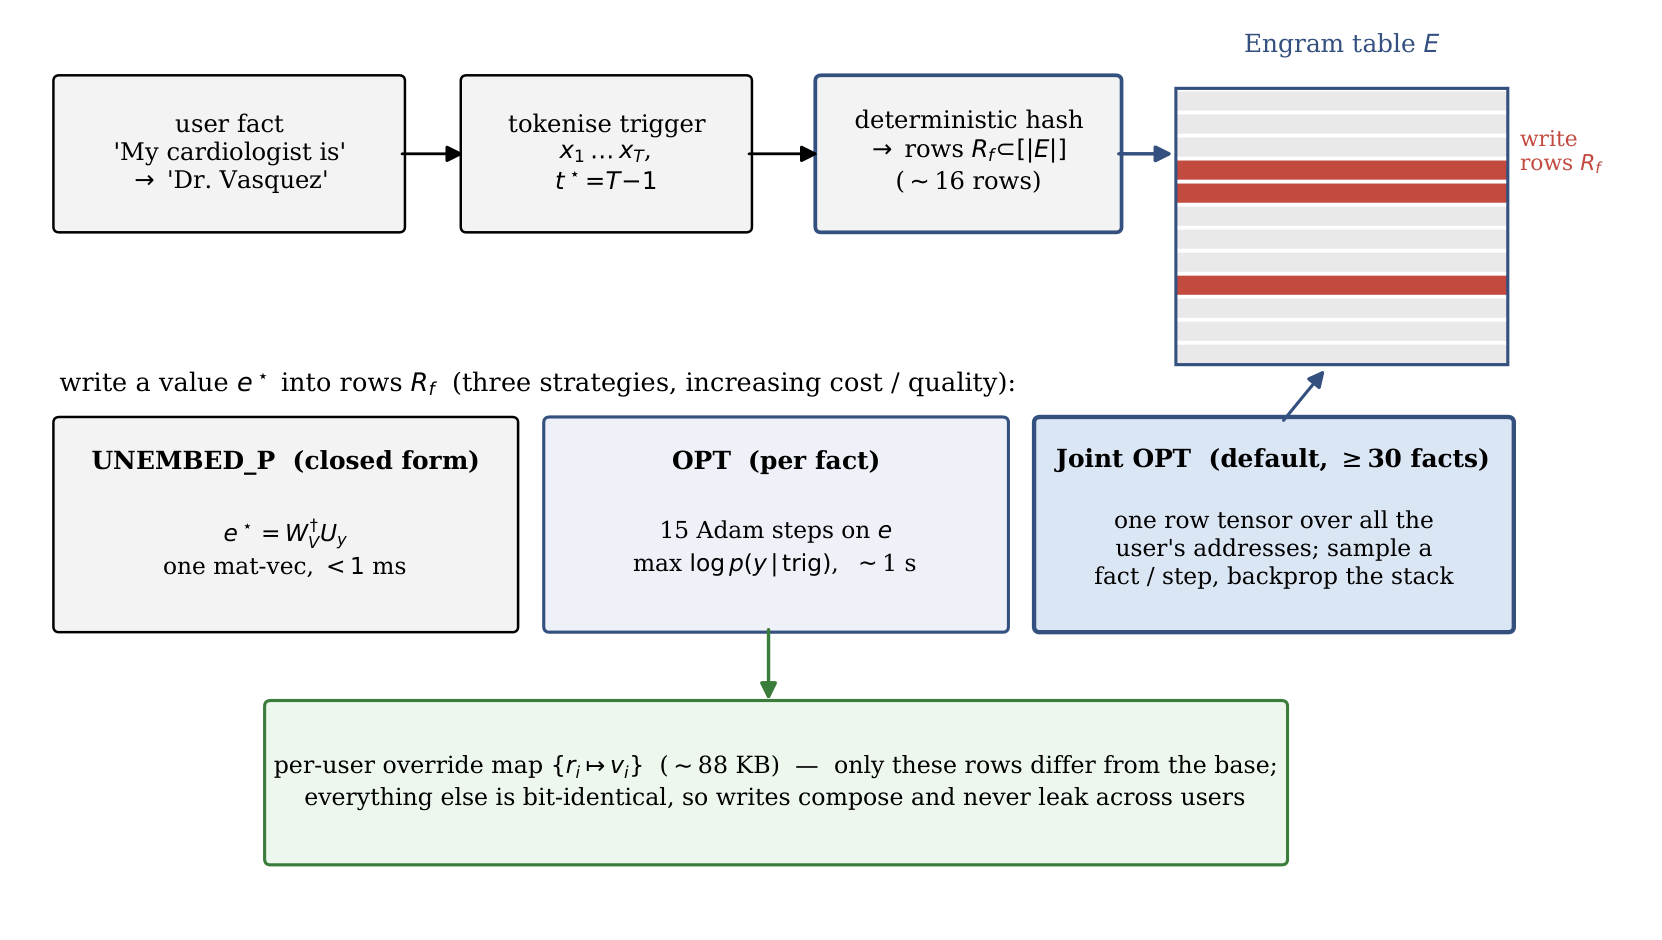 Engram table E
user fact
'My cardiologist is'
→ 'Dr. Vasquez'
tokenise trigger
x₁ … x_T,
t⋆=T−1
deterministic hash
→ rows R_f⊂[|E|]
(∼16 rows)
write
rows R_f
write a value e⋆ into rows R_f (three strategies, increasing cost / quality):
UNEMBED_P (closed form)
e⋆ = W_V^†U_y
one mat-vec, < 1 ms
OPT (per fact)
15 Adam steps on e
max log p(y | trig), ∼1 s
Joint OPT (default, ≥30 facts)
one row tensor over all the
user's addresses; sample a
fact / step, backprop the stack
per-user override map {r_i ↦ v_i} (∼88 KB) — only these rows differ from the base;
everything else is bit-identical, so writes compose and never leak across users